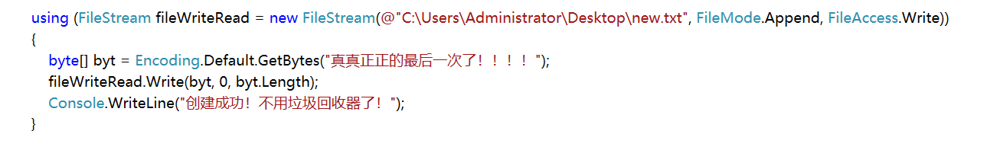 using (FileStream fileWriteRead = new FileStream(@"C:\Users\Administrator\Desktop\new.txt", FileMode.Append, FileAccess.Write))
{
byte[] byt = Encoding.Default.GetBytes("真真正正的最后一次了！！！！");
fileWriteRead.Write(byt, 0, byt.Length);
Console.WriteLine("创建成功！不用垃圾回收器了！");
}